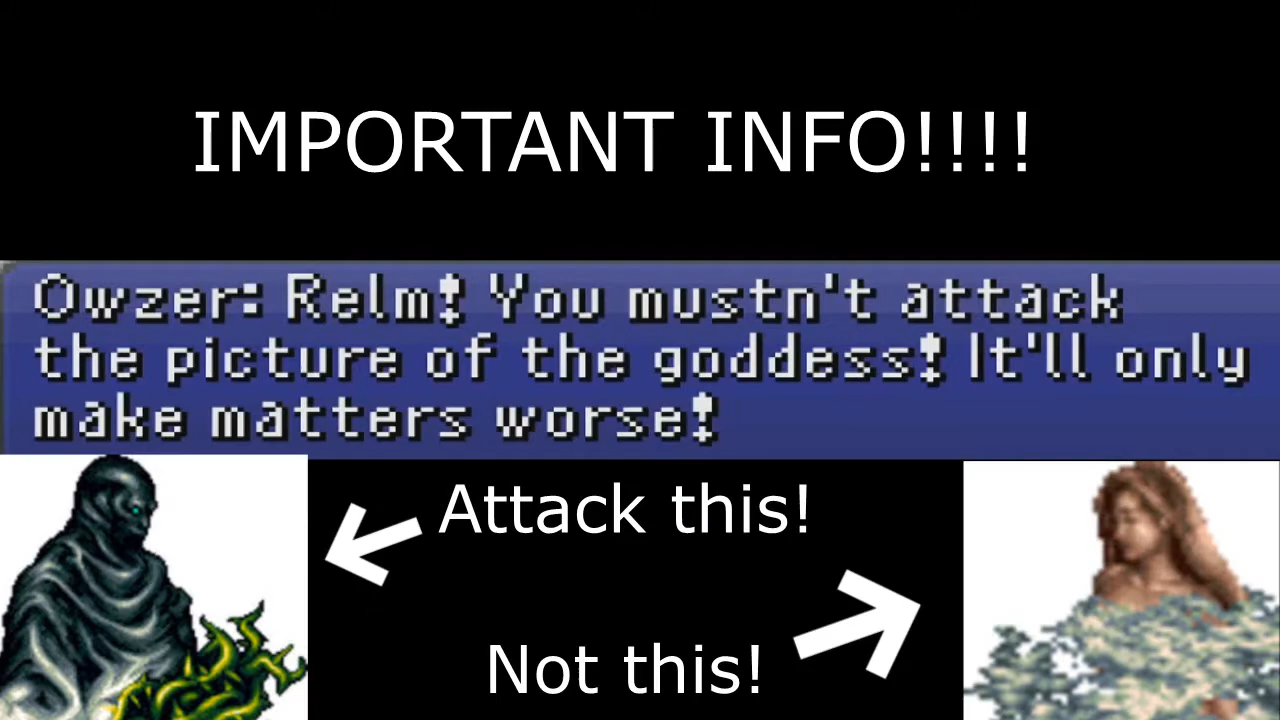 IMPORTANT INFO!!!!
Owzer: Relm! You mustn't attack
the picture of the goddess! It'll only
make matters worse!
Attack this!
Not this!